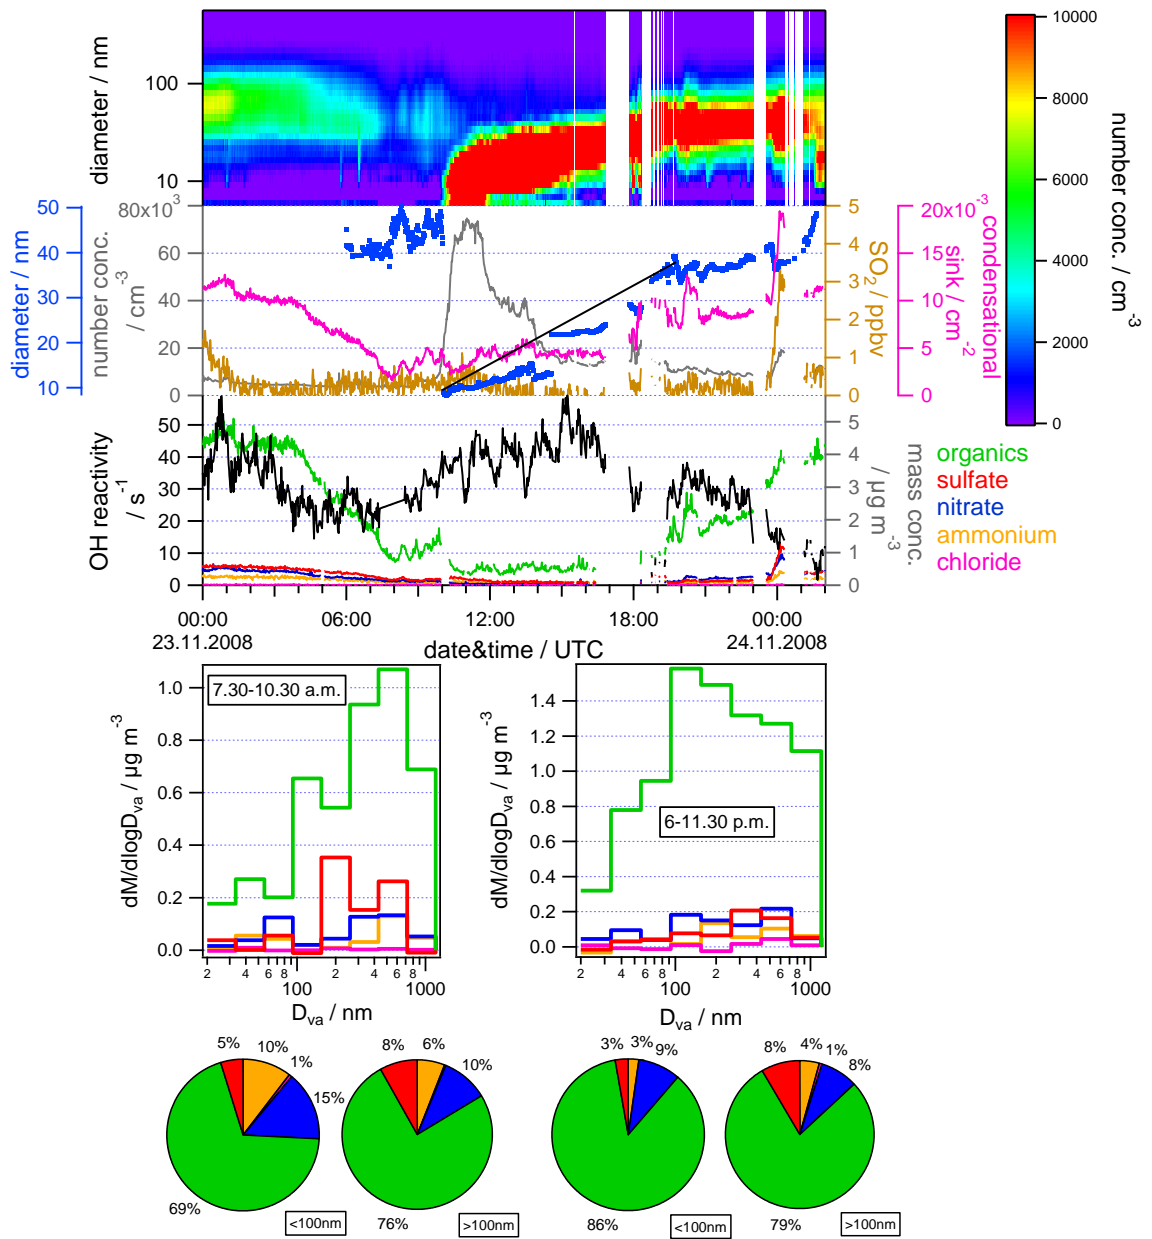 diameter / nm
100
10
10000
8000
6000
4000
2000
0
number conc. / cm-3
diameter / nm
50
40
30
20
10
number conc. / cm-3
80x10³
60
40
20
0
5
4
3
2
1
0
SO2 / ppbv
20x10-3
15
10
5
0
condensational
sink / cm-2
OH reactivity
/ s-1
50
40
30
20
10
0
5
4
3
2
1
0
mass conc.
/ µg m-3
organics
sulfate
nitrate
ammonium
chloride
00:00
06:00
12:00
18:00
00:00
23.11.2008
24.11.2008
date&time / UTC
7.30-10.30 a.m.
dM/dlogDva / µg m-3
1.0
0.8
0.6
0.4
0.2
0.0
2 4 6 8 2 4 6 8
100 1000
Dva / nm
6-11.30 p.m.
dM/dlogDva / µg m-3
1.4
1.2
1.0
0.8
0.6
0.4
0.2
0.0
2 4 6 8 2 4 6 8
100 1000
Dva / nm
5% 10% 1% 15% 69%
<100nm
8% 6% 10% 76%
>100nm
3% 3% 9% 86%
<100nm
8% 4% 1% 8% 79%
>100nm